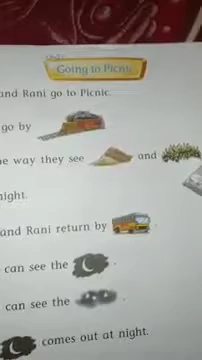 Going to Picnic
and Rani go to Picnic.
go by
way they see and
night.
and Rani return by .
can see the .
can see the .
comes out at night.